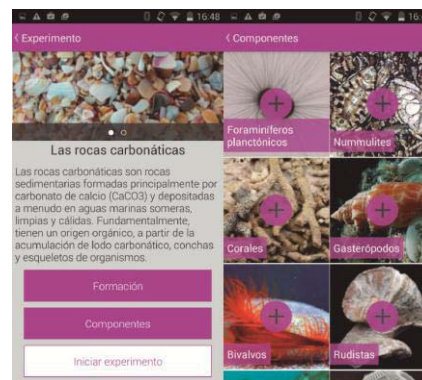 16:48
Experimento
Las rocas carbonáticas
Las rocas carbonáticas son rocas
sedimentarias formadas principalmente por
carbonato de calcio (CaCO3) y depositadas
a menudo en aguas marinas someras,
limpias y cálidas. Fundamentalmente,
tienen un origen orgánico, a partir de la
acumulación de lodo carbonático, conchas
y esqueletos de organismos.
Formación
Componentes
Iniciar experimento
Componentes
Foraminíferos
planctónicos
Nummulites
Corales
Gasterópodos
Bivalvos
Rudistas